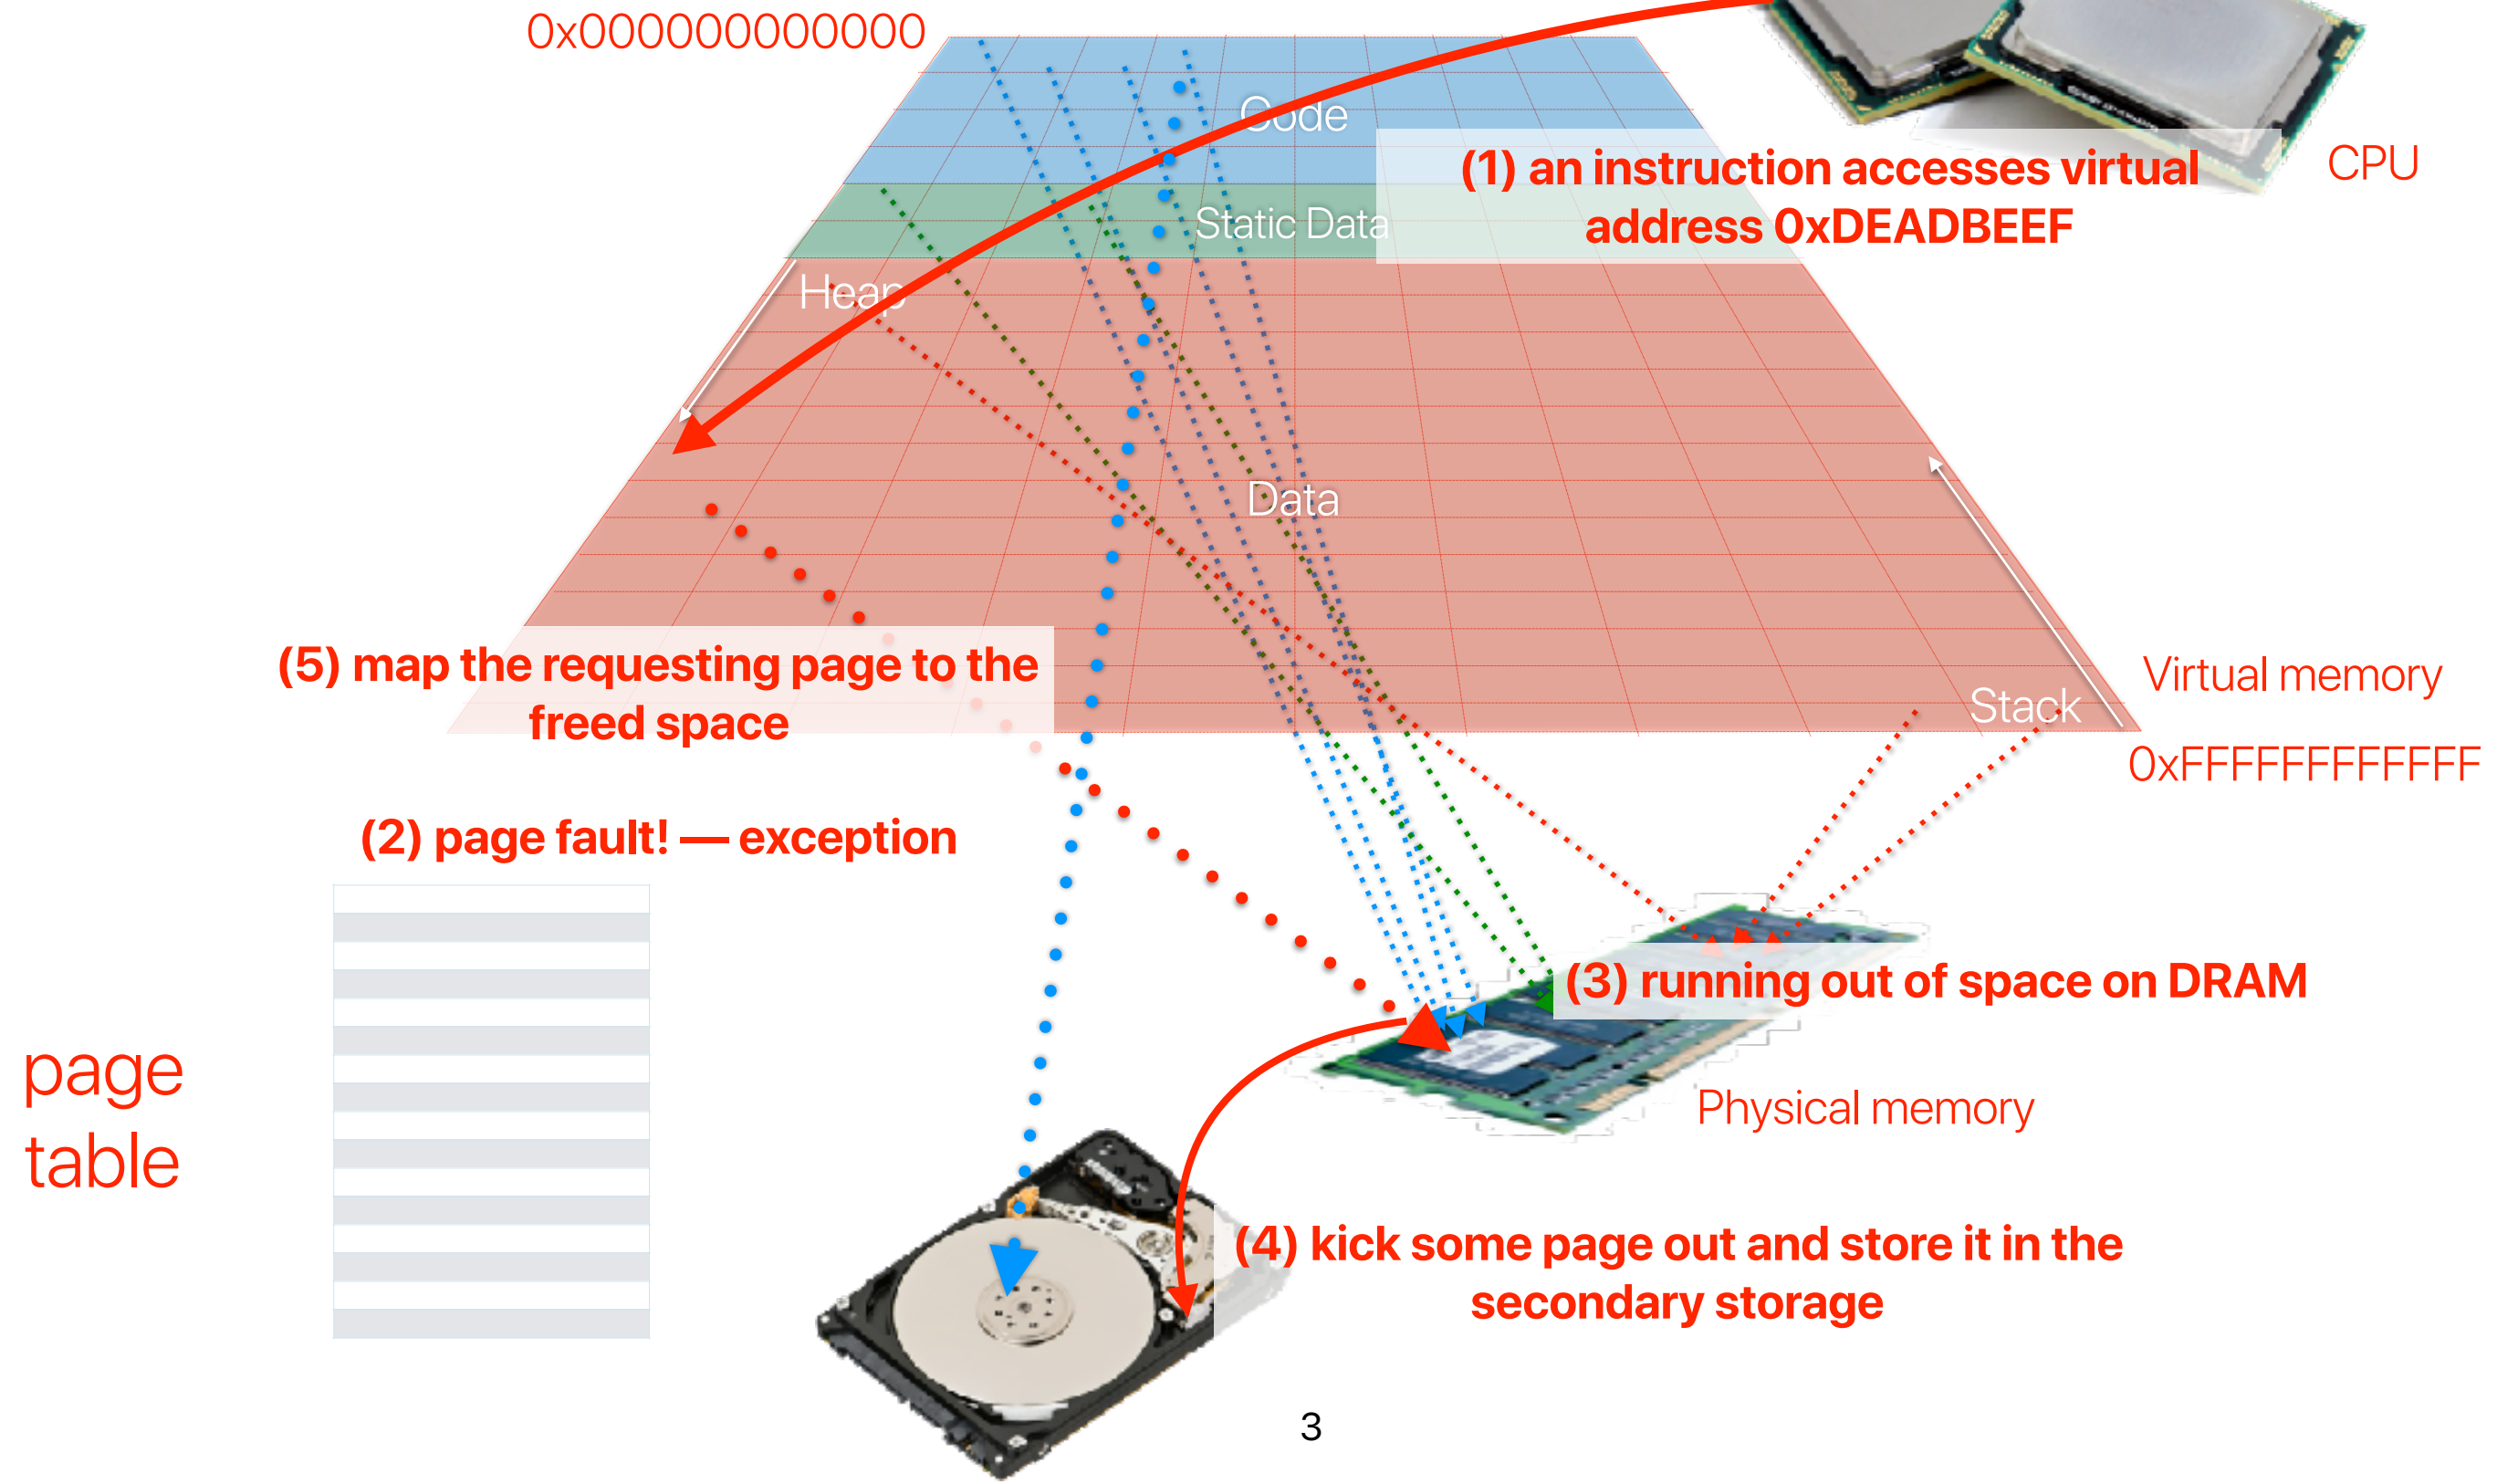 0x000000000000
Code
(1) an instruction accesses virtual
address 0xDEADBEEF
CPU
Static Data
Heap
Data
(5) map the requesting page to the
freed space
Stack
Virtual memory
0xFFFFFFFFFFFF
(2) page fault! — exception
(3) running out of space on DRAM
page
table
Physical memory
(4) kick some page out and store it in the
secondary storage
3